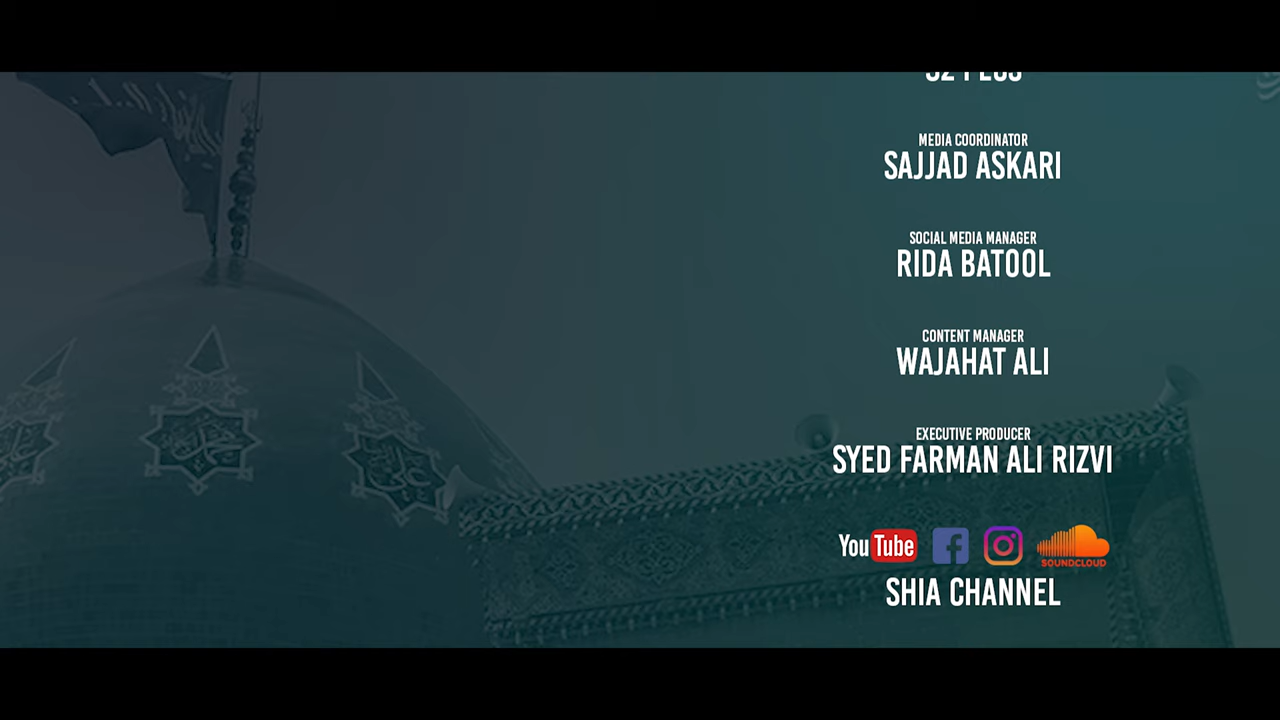 MEDIA COORDINATOR
SAJJAD ASKARI
SOCIAL MEDIA MANAGER
RIDA BATOOL
CONTENT MANAGER
WAJAHAT ALI
EXECUTIVE PRODUCER
SYED FARMAN ALI RIZVI
YouTube
SOUNDCLOUD
SHIA CHANNEL